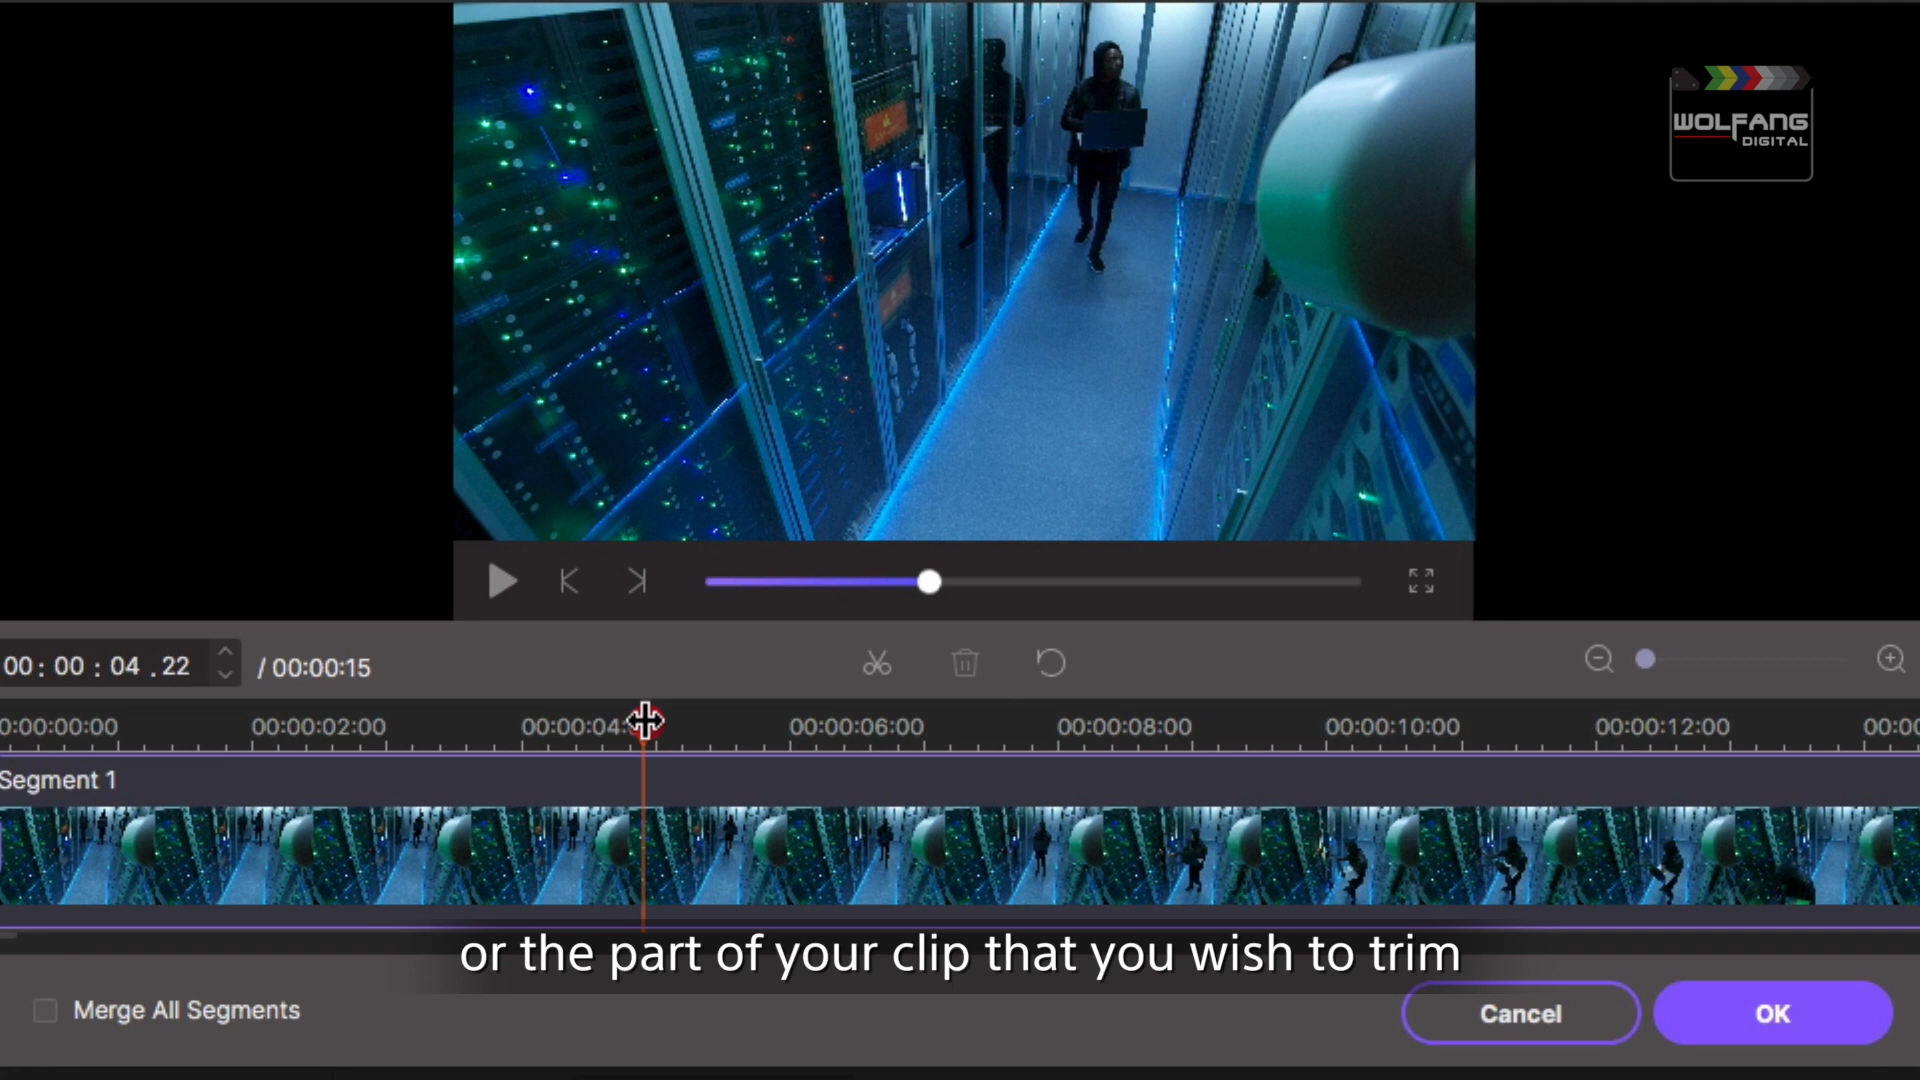 WOLFANG
DIGITAL
00: 00 : 04 .22
/ 00:00:15
0:00:00:00
00:00:02:00
00:00:04:
00:00:06:00
00:00:08:00
00:00:10:00
00:00:12:00
00:00
Segment 1
or the part of your clip that you wish to trim
Merge All Segments
Cancel
OK